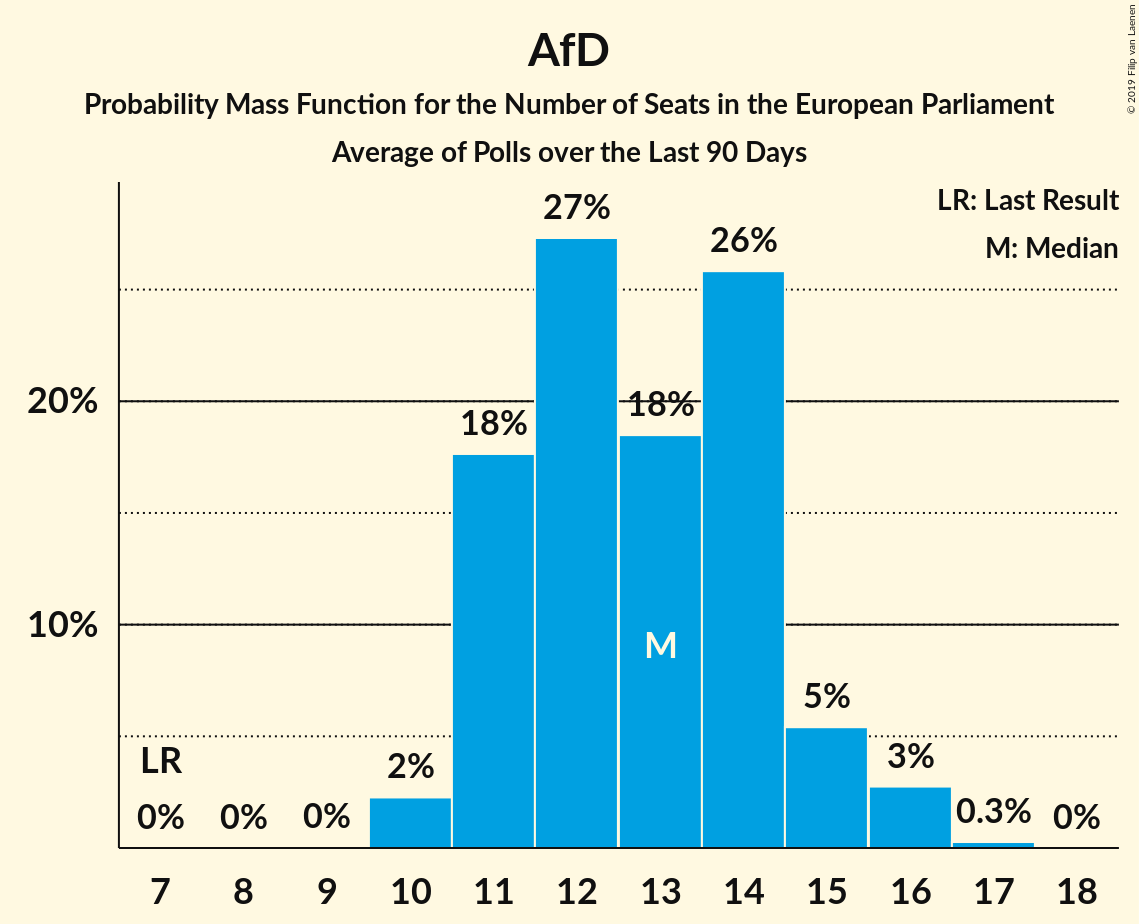 AfD
Probability Mass Function for the Number of Seats in the European Parliament
Average of Polls over the Last 90 Days
© 2019 Filip van Laenen
LR: Last Result
M: Median
27%
26%
20%
18%
18%
10%
M
LR
5%
3%
2%
0%
0%
0%
0.3%
0%
7 8 9 10 11 12 13 14 15 16 17 18